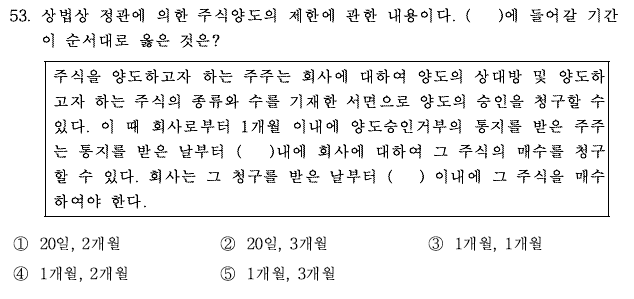 53. 상법상 정관에 의한 주식양도의 제한에 관한 내용이다. (    )에 들어갈 기간
이 순서대로 옳은 것은?
주식을 양도하고자 하는 주주는 회사에 대하여 양도의 상대방 및 양도하
고자 하는 주식의 종류와 수를 기재한 서면으로 양도의 승인을 청구할 수
있다. 이 때 회사로부터 1개월 이내에 양도승인거부의 통지를 받은 주주
는 통지를 받은 날부터 (    )내에 회사에 대하여 그 주식의 매수를 청구
할 수 있다. 회사는 그 청구를 받은 날부터 (    ) 이내에 그 주식을 매수
하여야 한다.
① 20일, 2개월 ② 20일, 3개월 ③ 1개월, 1개월
④ 1개월, 2개월 ⑤ 1개월, 3개월